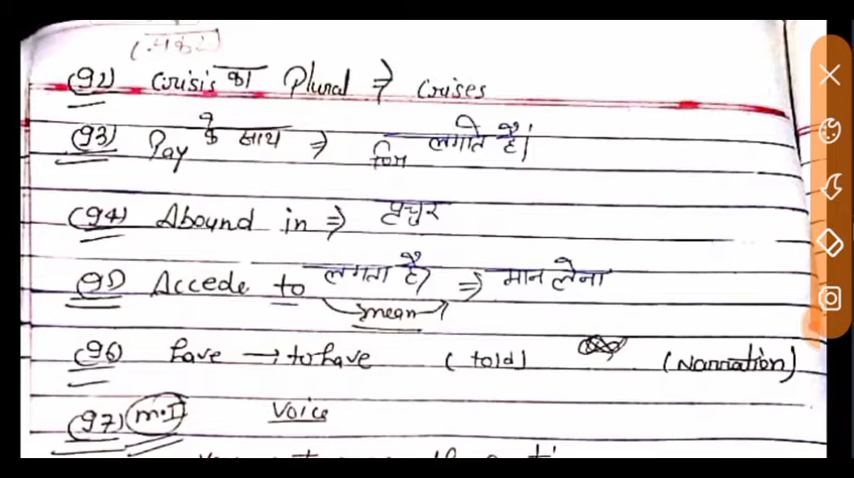 (92) Crisis का Plural ⇒ Crises
(93) Pay के साथ ⇒ लगाते हैं।
(94) Abound in ⇒ प्रचुर
(95) Accede to लगता है ⇒ मान लेना
mean
(96) have → to have (told) (Narration)
(97) M.I Voice